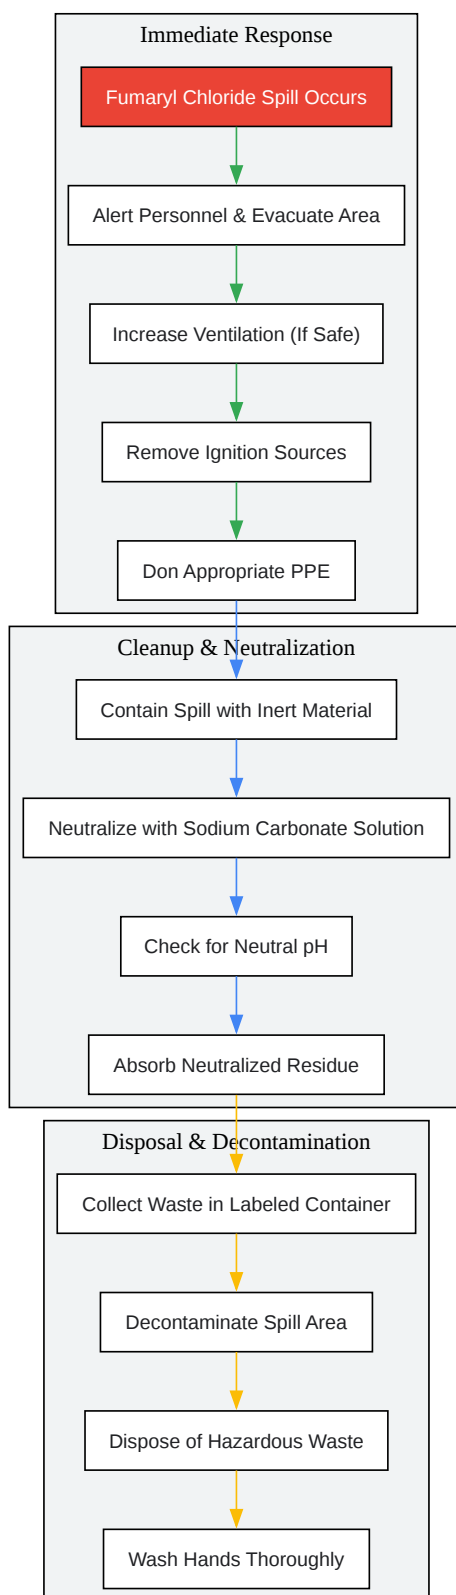 Immediate Response
Fumaryl Chloride Spill Occurs
Alert Personnel & Evacuate Area
Increase Ventilation (If Safe)
Remove Ignition Sources
Don Appropriate PPE
Cleanup & Neutralization
Contain Spill with Inert Material
Neutralize with Sodium Carbonate Solution
Check for Neutral pH
Absorb Neutralized Residue
Disposal & Decontamination
Collect Waste in Labeled Container
Decontaminate Spill Area
Dispose of Hazardous Waste
Wash Hands Thoroughly